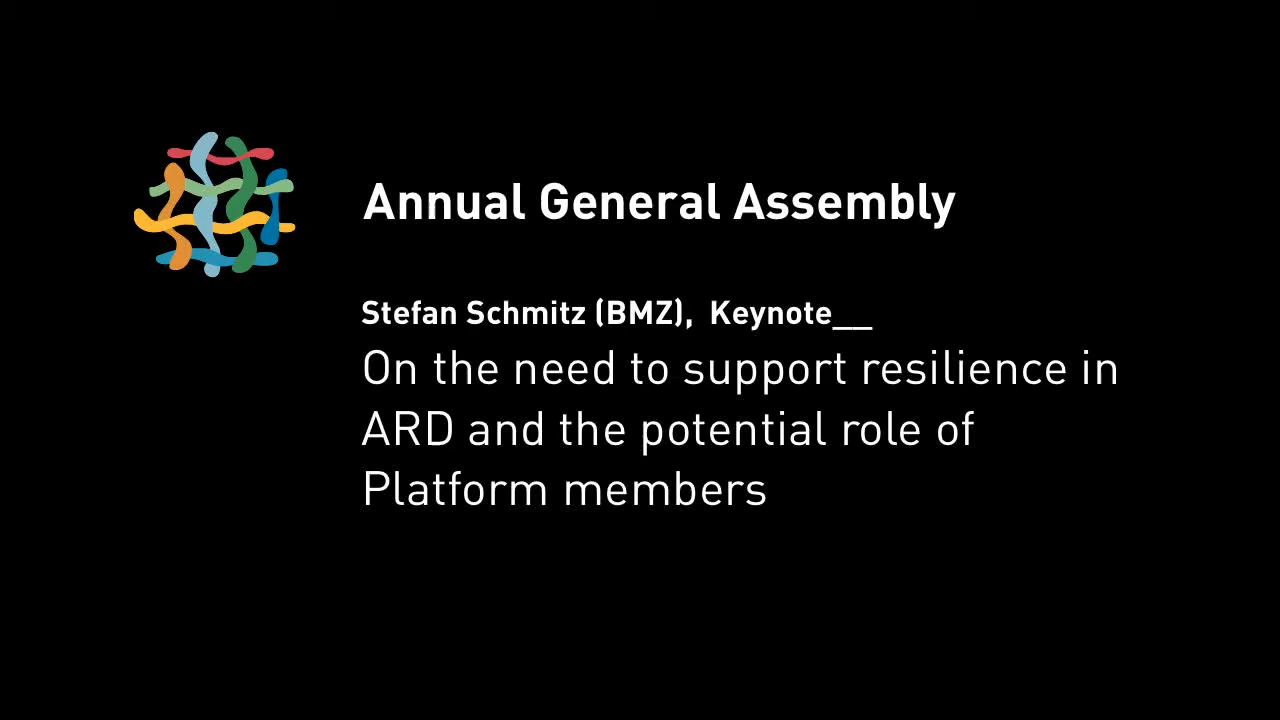 Annual General Assembly
Stefan Schmitz (BMZ), Keynote__
On the need to support resilience in
ARD and the potential role of
Platform members